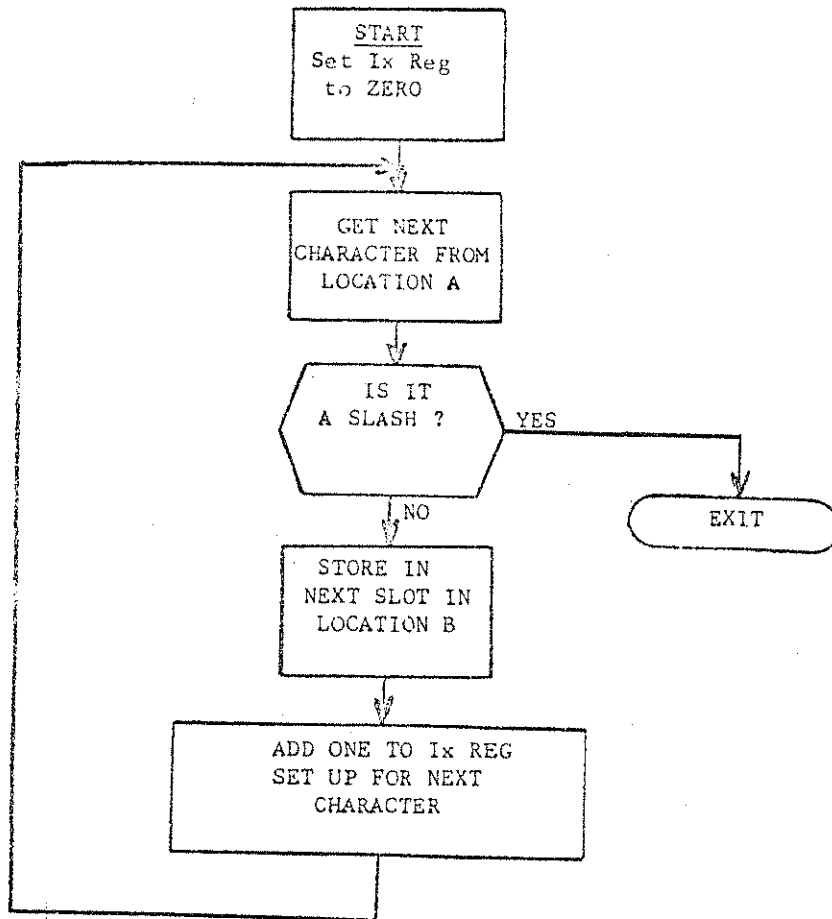 START
Set Ix Reg
to ZERO
GET NEXT
CHARACTER FROM
LOCATION A
IS IT
A SLASH ?
YES
EXIT
NO
STORE IN
NEXT SLOT IN
LOCATION B
ADD ONE TO Ix REG
SET UP FOR NEXT
CHARACTER